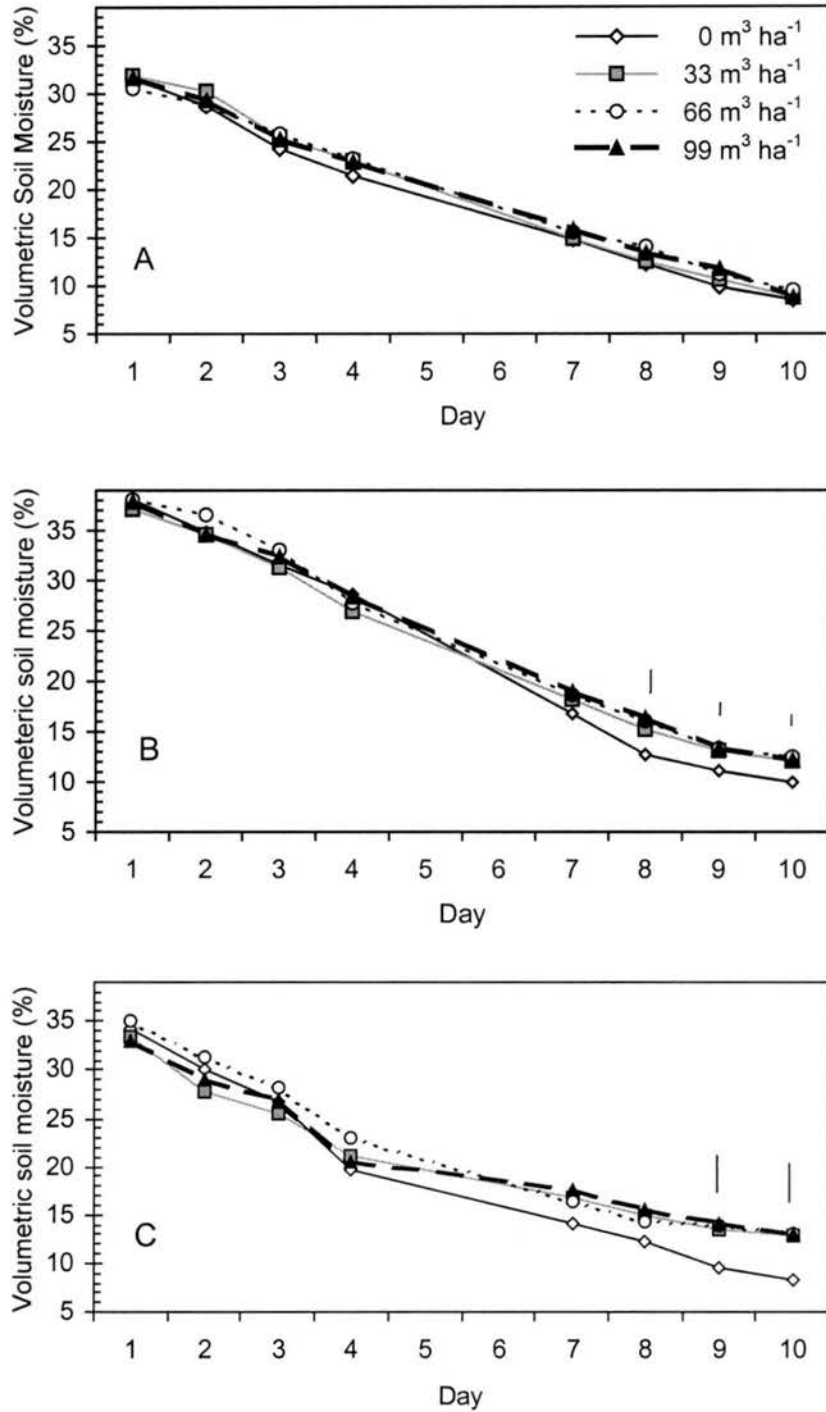 Volumetric Soil Moisture (%)
35
30
25
20
15
10
5
0 m³ ha⁻¹
33 m³ ha⁻¹
66 m³ ha⁻¹
99 m³ ha⁻¹
A
1 2 3 4 5 6 7 8 9 10
Day
Volumeteric soil moisture (%)
35
30
25
20
15
10
5
B
1 2 3 4 5 6 7 8 9 10
Day
Volumetric soil moisture (%)
35
30
25
20
15
10
5
C
1 2 3 4 5 6 7 8 9 10
Day